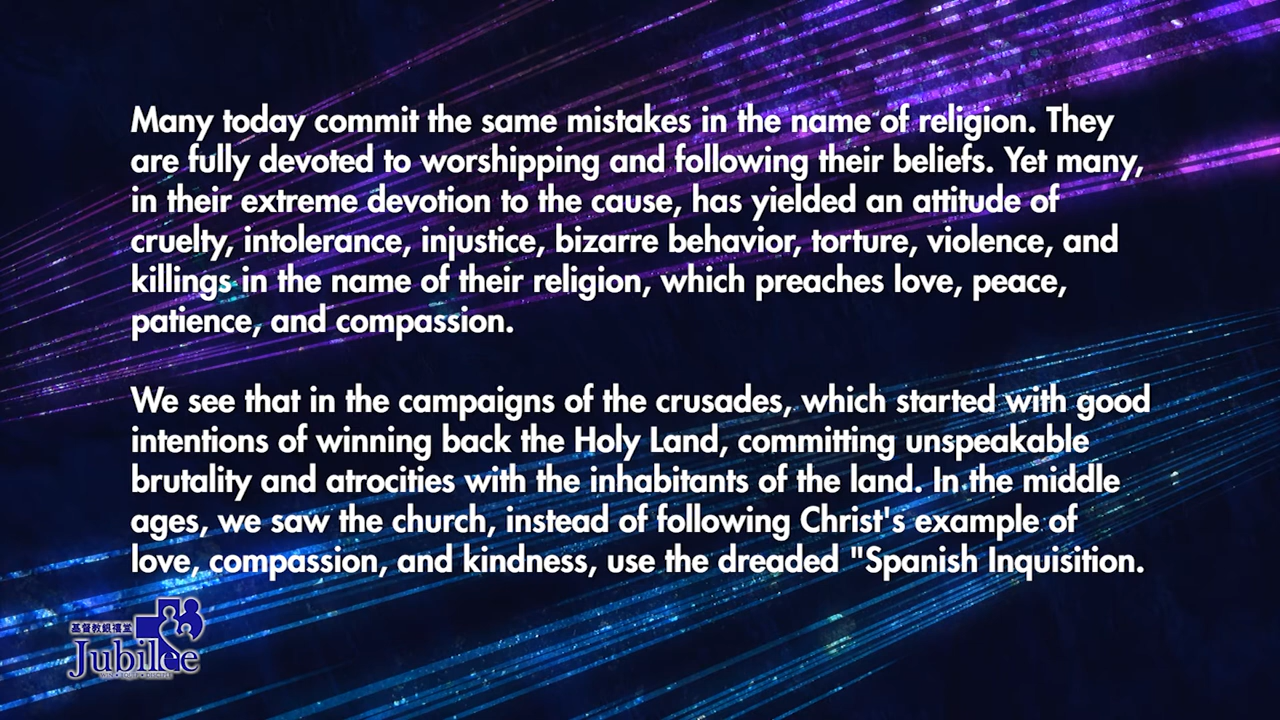 Many today commit the same mistakes in the name of religion. They
are fully devoted to worshipping and following their beliefs. Yet many,
in their extreme devotion to the cause, has yielded an attitude of
cruelty, intolerance, injustice, bizarre behavior, torture, violence, and
killings in the name of their religion, which preaches love, peace,
patience, and compassion.
We see that in the campaigns of the crusades, which started with good
intentions of winning back the Holy Land, committing unspeakable
brutality and atrocities with the inhabitants of the land. In the middle
ages, we saw the church, instead of following Christ's example of
love, compassion, and kindness, use the dreaded "Spanish Inquisition.
基督教銀禧堂
Jubilee